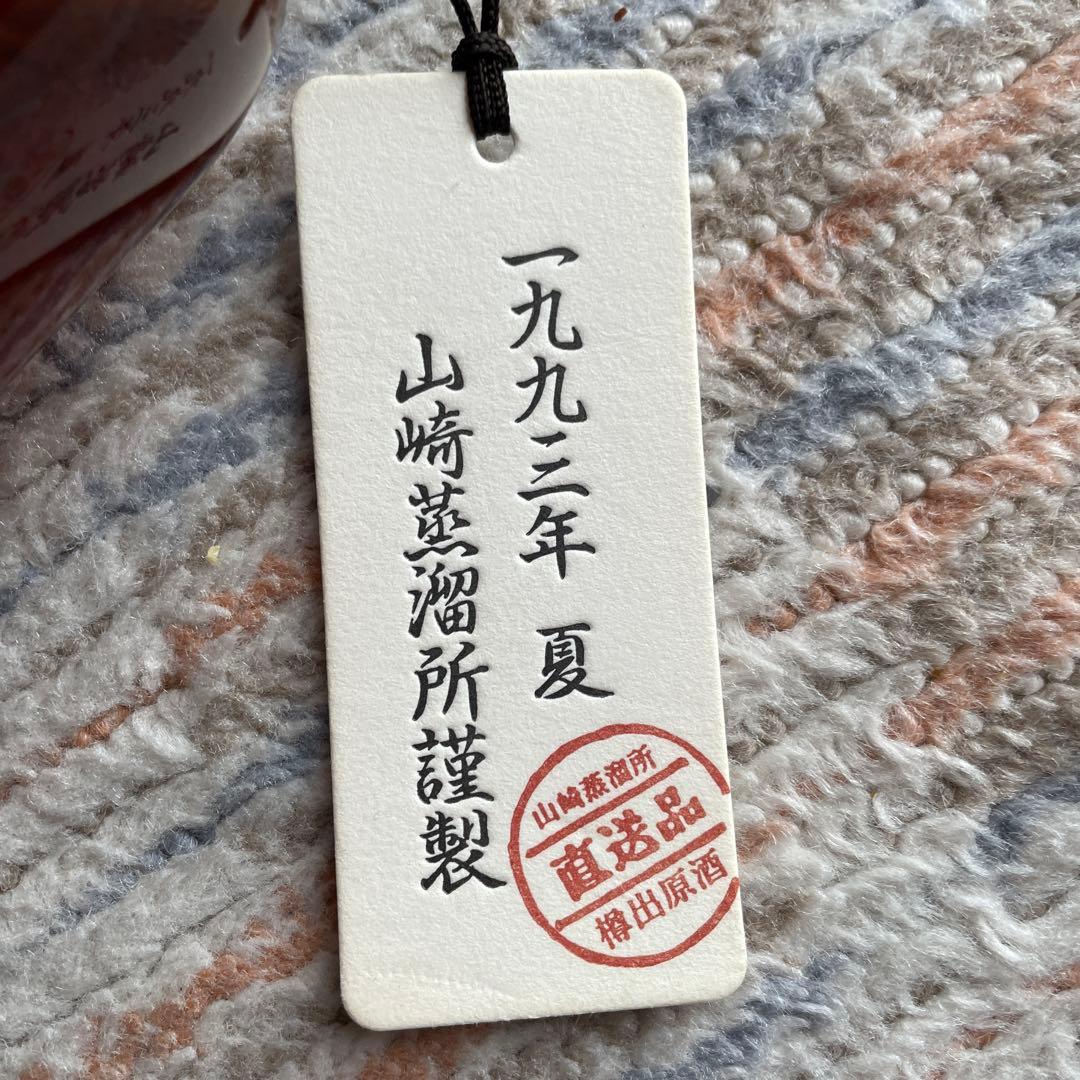 一九九三年 夏
山崎蒸溜所謹製
山崎蒸溜所
直送品
樽出原酒